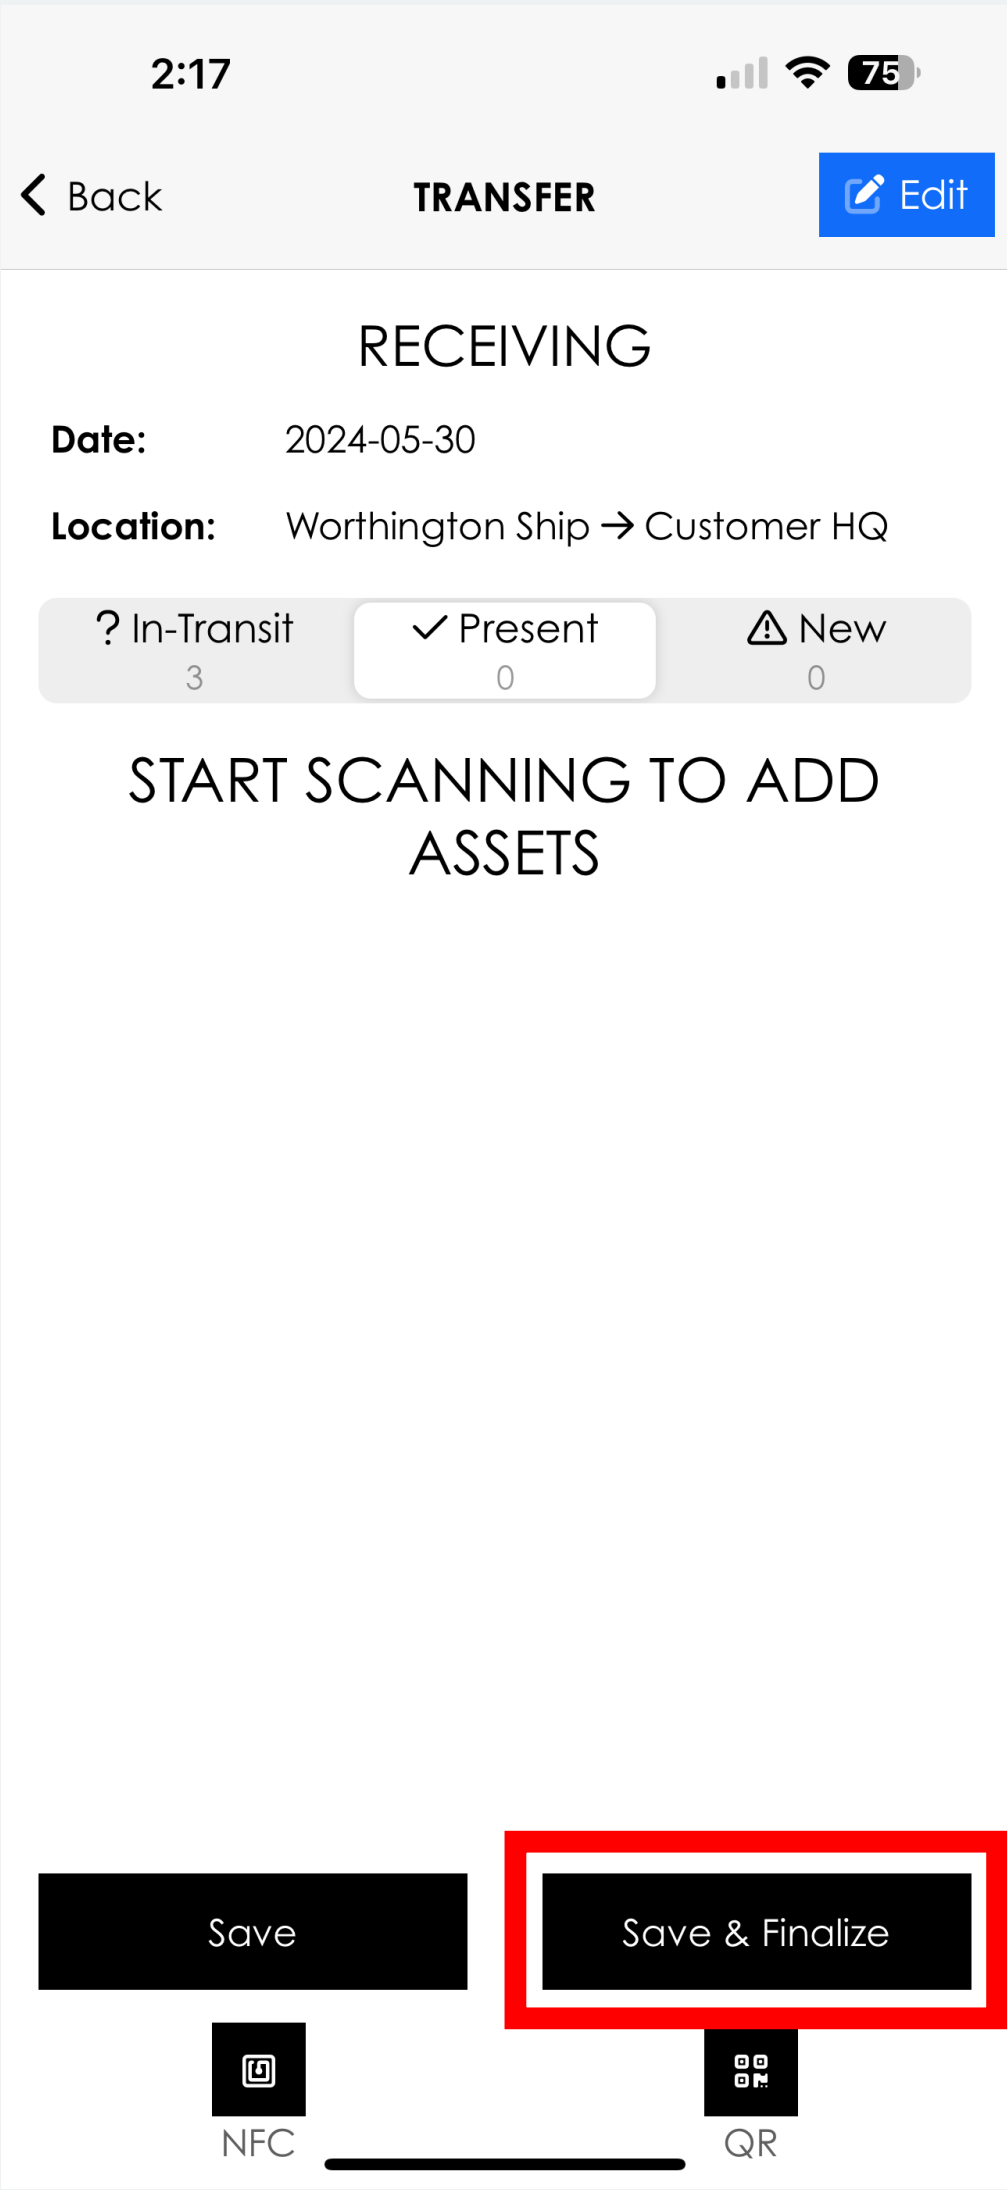 2:17
75
Back
TRANSFER
Edit
RECEIVING
Date: 2024-05-30
Location: Worthington Ship → Customer HQ
? In-Transit
3
✓ Present
0
⚠ New
0
START SCANNING TO ADD
ASSETS
Save
Save & Finalize
NFC
QR